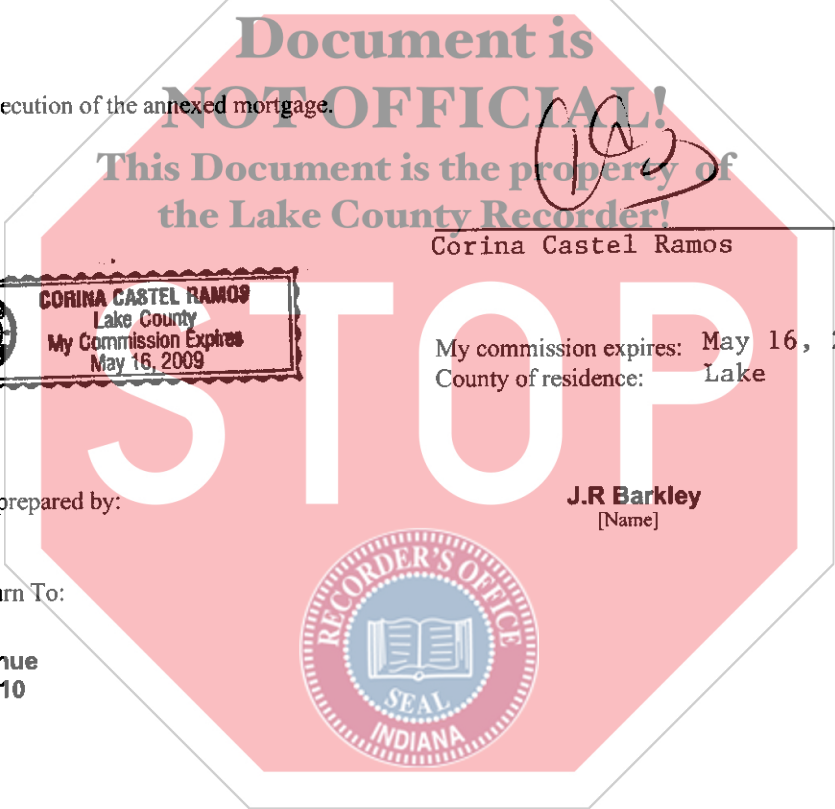 Document is
NOT OFFICIAL!
ecution of the annexed mortgage.
This Document is the property of
the Lake County Recorder!
Corina Castel Ramos
CORINA CASTEL RAMOS
Lake County
My Commission Expires
May 16, 2009
My commission expires: May 16, 2
County of residence: Lake
STOP
prepared by:
J.R Barkley
[Name]
rn To:
nue
10
RECORDER'S OFFICE
SEAL
INDIANA